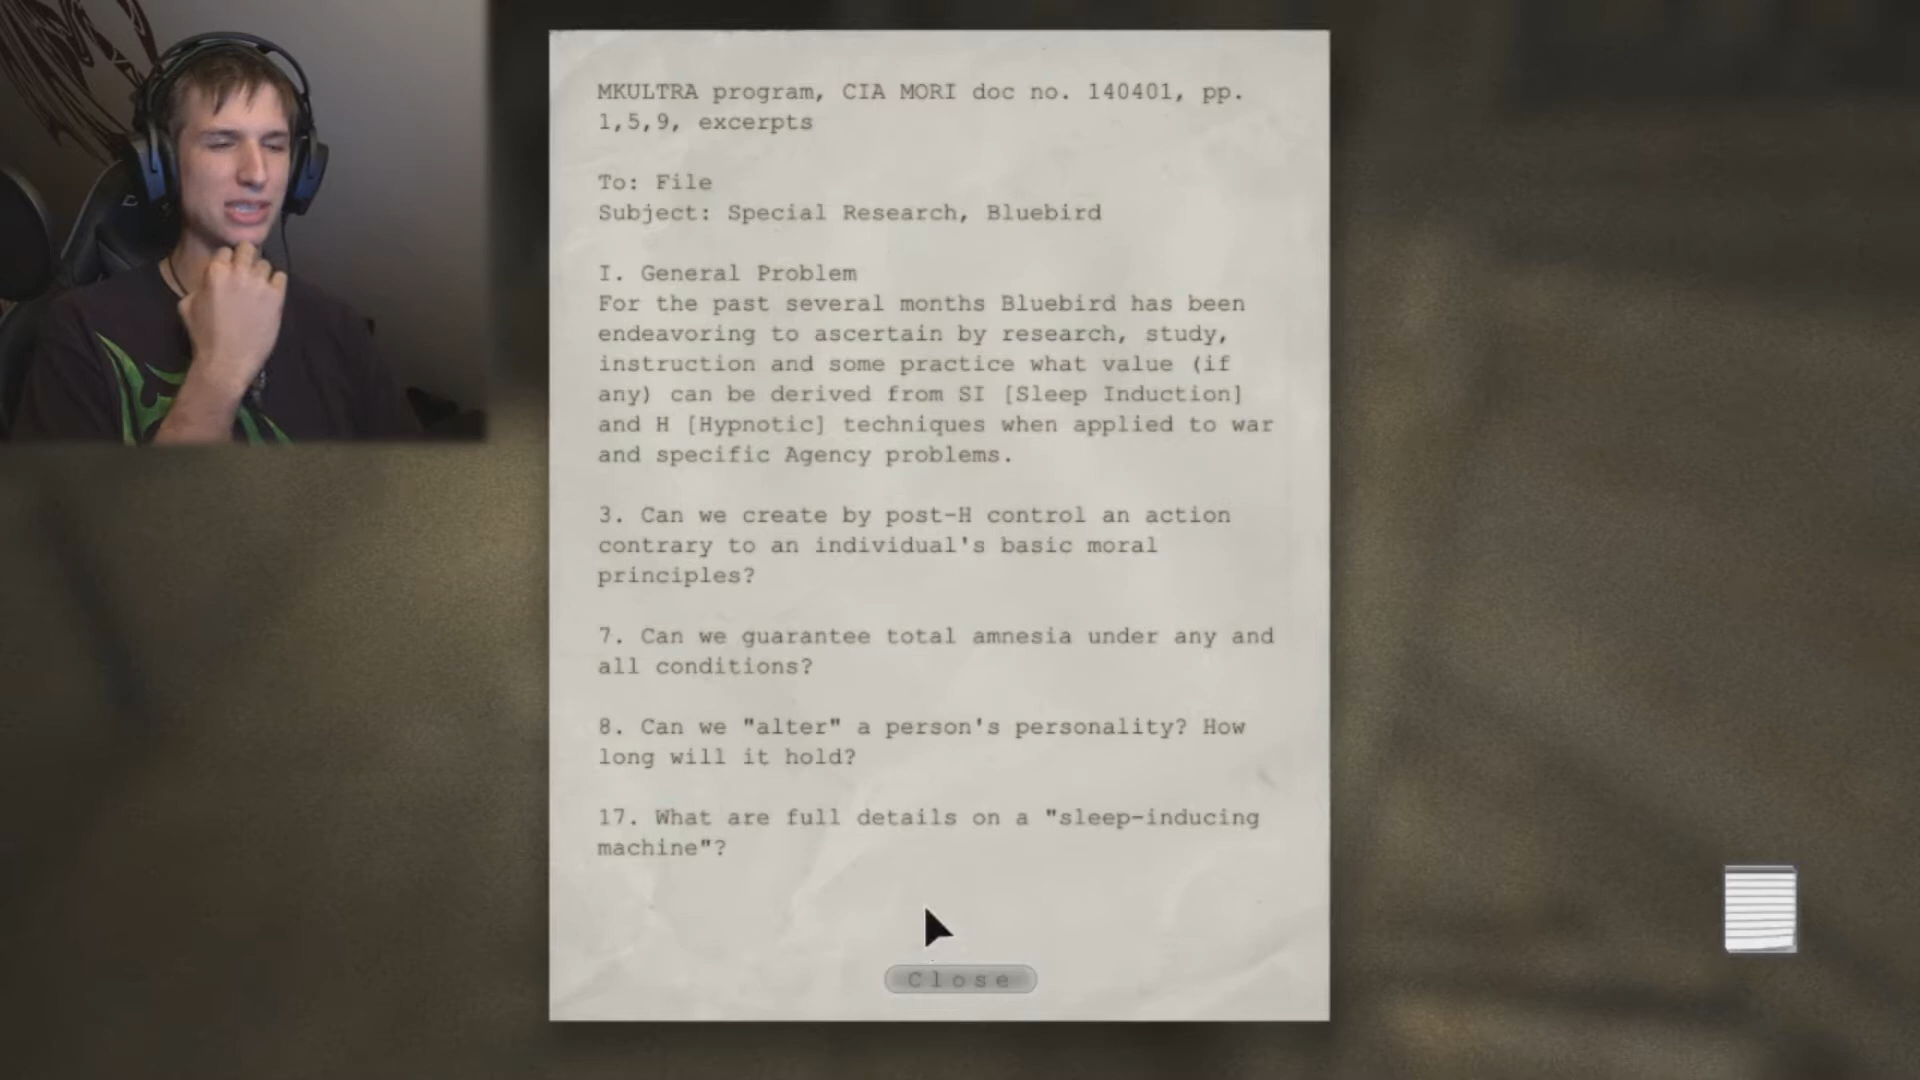 MKULTRA program, CIA MORI doc no. 140401, pp.
1,5,9, excerpts
To: File
Subject: Special Research, Bluebird
I. General Problem
For the past several months Bluebird has been
endeavoring to ascertain by research, study,
instruction and some practice what value (if
any) can be derived from SI [Sleep Induction]
and H [Hypnotic] techniques when applied to war
and specific Agency problems.
3. Can we create by post-H control an action
contrary to an individual's basic moral
principles?
7. Can we guarantee total amnesia under any and
all conditions?
8. Can we "alter" a person's personality? How
long will it hold?
17. What are full details on a "sleep-inducing
machine"?
Close